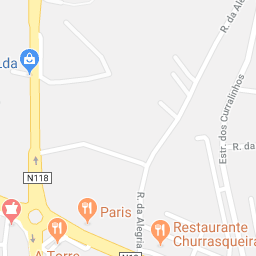 R. da Ale
Lda
Estr. dos Curralinhos
R. da
N118
Paris
R. da Alegria
Restaurante
Churrasqueira
A Torre